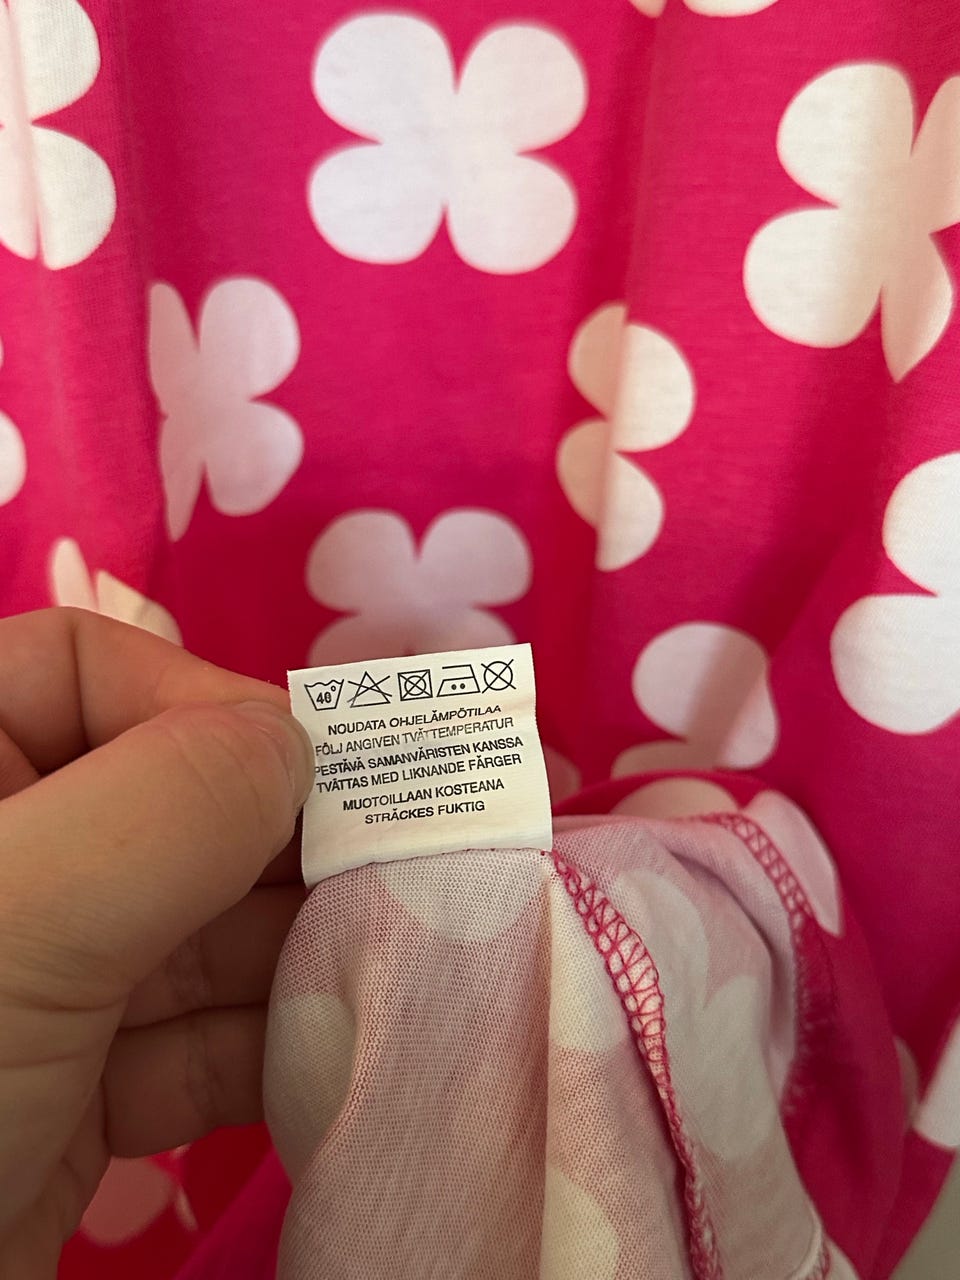 40°
NOUDATA OHJELÄMPÖTILAA
FÖLJ ANGIVEN TVÄTTEMPERATUR
PESTÄVÄ SAMANVÄRISTEN KANSSA
TVÄTTAS MED LIKNANDE FÄRGER
MUOTOILLAAN KOSTEANA
STRÄCKES FUKTIG